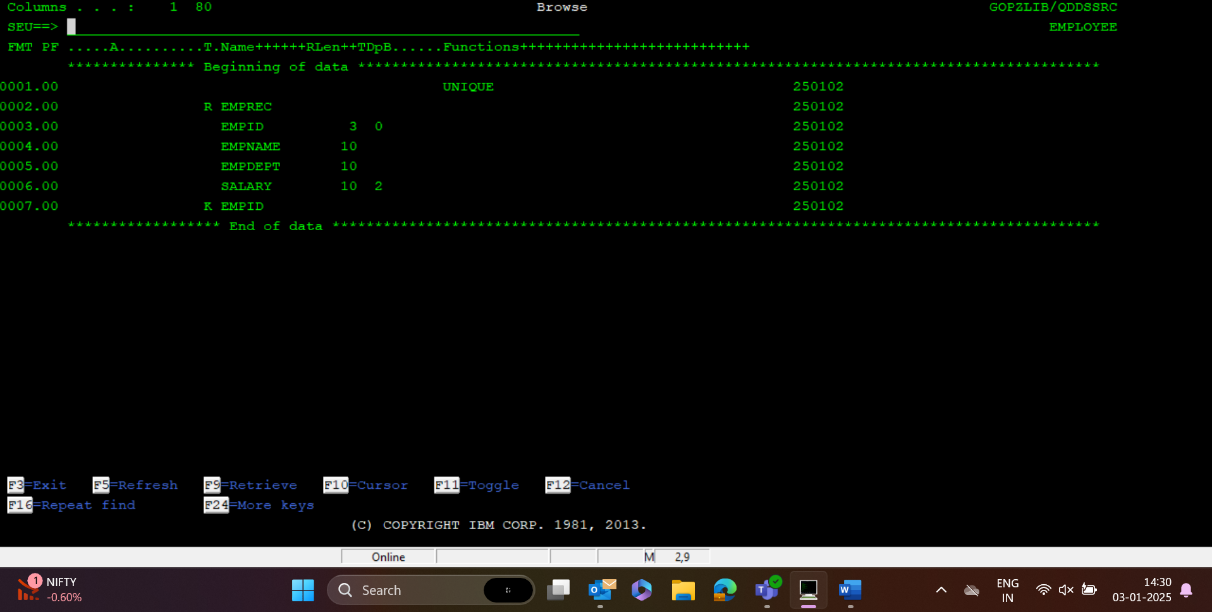 Columns . . . :    1  80                                      Browse                                               GOPZLIB/QDDSSRC
SEU==>                                                                                                                    EMPLOYEE
FMT PF .....A..........T.Name++++++RLen++TDpB......Functions+++++++++++++++++++++++++++
*************** Beginning of data ***************************************************************************************
0001.00                                             UNIQUE                                   250102
0002.00                 R EMPREC                                                             250102
0003.00                   EMPID          3  0                                                250102
0004.00                   EMPNAME       10                                                   250102
0005.00                   EMPDEPT       10                                                   250102
0006.00                   SALARY        10  2                                                250102
0007.00                 K EMPID                                                              250102
****************** End of data ******************************************************************************************
F3=Exit   F5=Refresh   F9=Retrieve   F10=Cursor   F11=Toggle   F12=Cancel
F16=Repeat find        F24=More keys
(C) COPYRIGHT IBM CORP. 1981, 2013.
Online M 2,9
1 NIFTY
-0.60%
Search
ENG
IN
14:30
03-01-2025